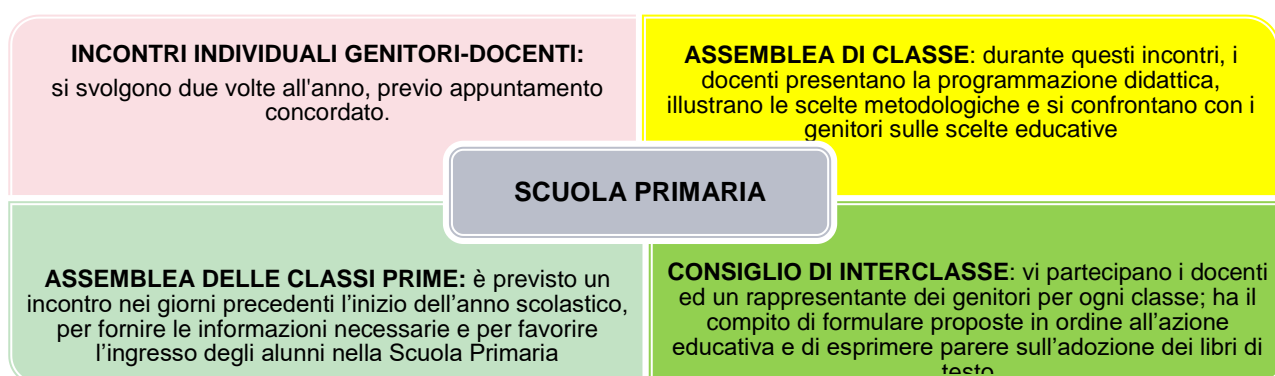 INCONTRI INDIVIDUALI GENITORI-DOCENTI:
si svolgono due volte all'anno, previo appuntamento
concordato.
ASSEMBLEA DI CLASSE: durante questi incontri, i
docenti presentano la programmazione didattica,
illustrano le scelte metodologiche e si confrontano con i
genitori sulle scelte educative
SCUOLA PRIMARIA
ASSEMBLEA DELLE CLASSI PRIME: è previsto un
incontro nei giorni precedenti l’inizio dell’anno scolastico,
per fornire le informazioni necessarie e per favorire
l’ingresso degli alunni nella Scuola Primaria
CONSIGLIO DI INTERCLASSE: vi partecipano i docenti
ed un rappresentante dei genitori per ogni classe; ha il
compito di formulare proposte in ordine all’azione
educativa e di esprimere parere sull’adozione dei libri di
testo